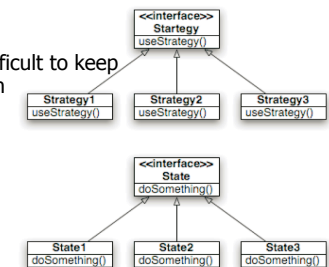 <<interface>>
Startegy
useStrategy()
ficult to keep
n
Strategy1
useStrategy()
Strategy2
useStrategy()
Strategy3
useStrategy()
<<interface>>
State
doSomething()
State1
doSomething()
State2
doSomething()
State3
doSomething()